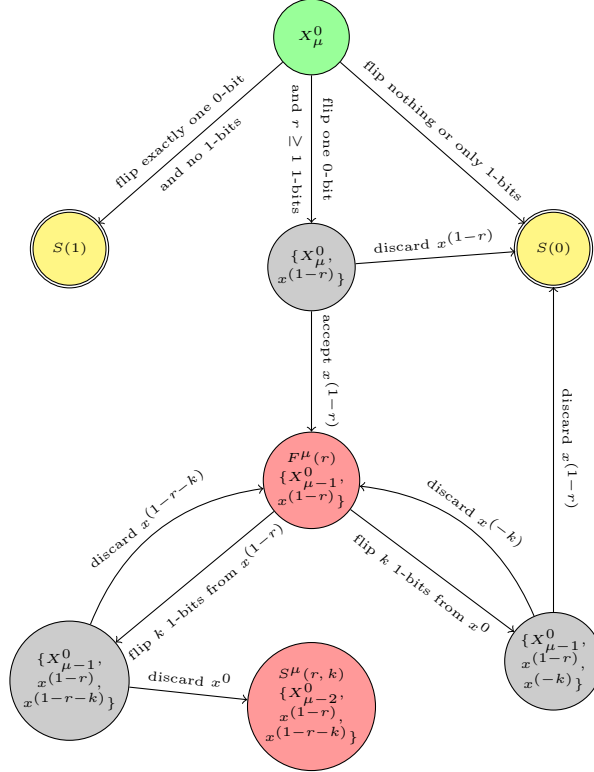 X^0_μ
flip exactly one 0-bit
and no 1-bits
flip one 0-bit
and r ≥ 1 1-bits
flip nothing or only 1-bits
S(1)
{X^0_μ,
x^(1−r)}
discard x^(1−r)
S(0)
accept x^(1−r)
discard x^(1−r)
F^μ(r)
{X^0_{μ−1},
x^(1−r)}
discard x^(1−r−k)
flip k 1-bits from x^(1−r)
discard x^(−k)
flip k 1-bits from x^0
{X^0_{μ−1},
x^(1−r),
x^(1−r−k)}
discard x^0
S^μ(r, k)
{X^0_{μ−2},
x^(1−r),
x^(1−r−k)}
{X^0_{μ−1},
x^(1−r),
x^(−k)}